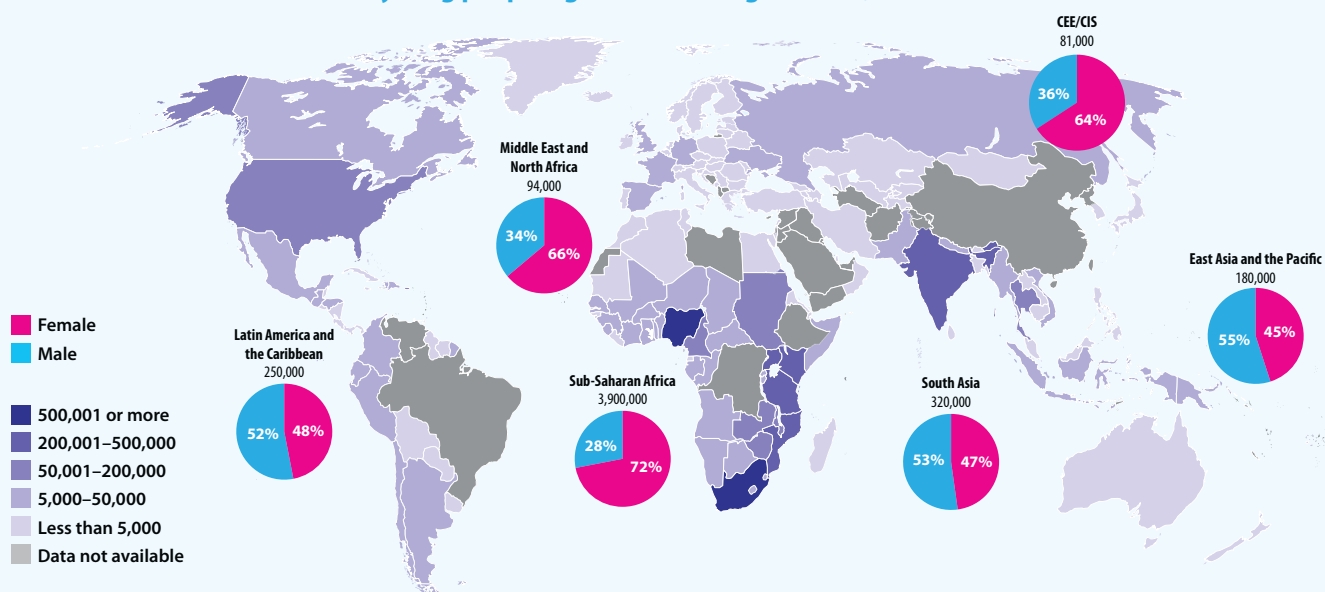 CEE/CIS
81,000
36%
64%
Middle East and
North Africa
94,000
34%
66%
East Asia and the Pacific
180,000
55%
45%
Female
Male
Latin America and
the Caribbean
250,000
52%
48%
Sub-Saharan Africa
3,900,000
28%
72%
South Asia
320,000
53%
47%
500,001 or more
200,001–500,000
50,001–200,000
5,000–50,000
Less than 5,000
Data not available